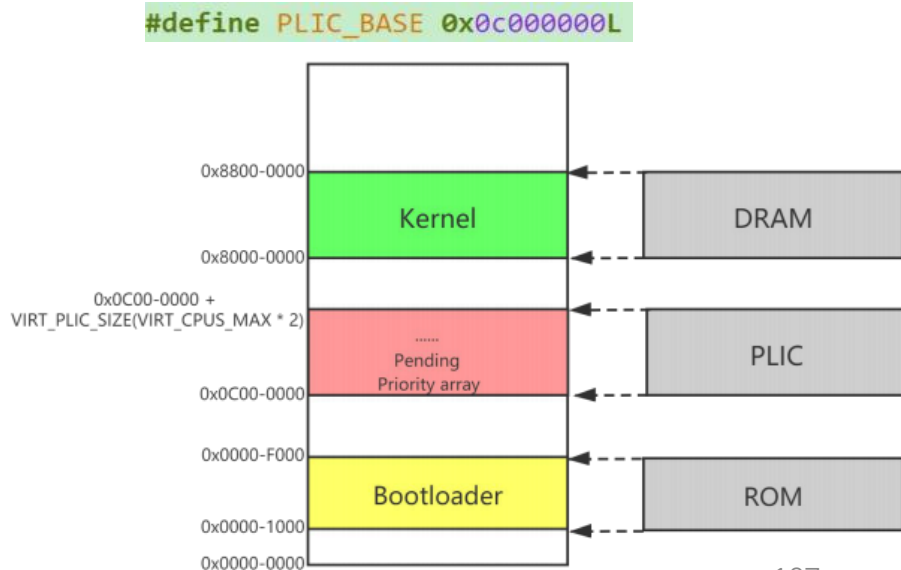 #define PLIC_BASE 0x0c000000L
0x8800-0000
Kernel
DRAM
0x8000-0000
0x0C00-0000 +
VIRT_PLIC_SIZE(VIRT_CPUS_MAX * 2)
......
Pending
Priority array
PLIC
0x0C00-0000
0x0000-F000
Bootloader
ROM
0x0000-1000
0x0000-0000